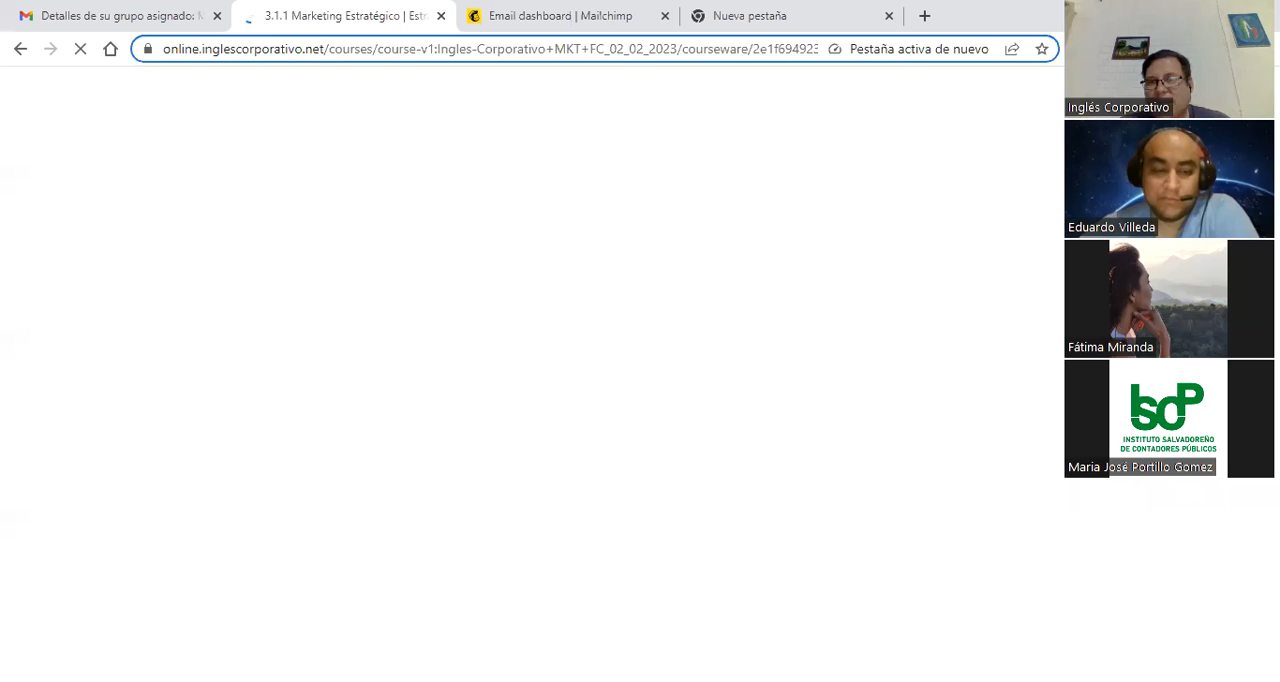 Detalles de su grupo asignado: M
3.1.1 Marketing Estratégico | Estr
Email dashboard | Mailchimp
Nueva pestaña
online.inglescorporativo.net/courses/course-v1:Ingles-Corporativo+MKT+FC_02_02_2023/courseware/2e1f694923
Pestaña activa de nuevo
Inglés Corporativo
Eduardo Villeda
Fátima Miranda
ISCP
INSTITUTO SALVADOREÑO
DE CONTADORES PÚBLICOS
Maria José Portillo Gomez